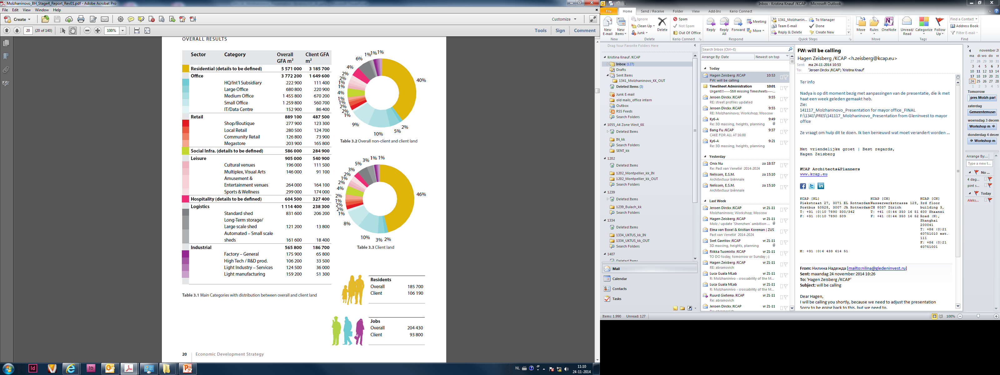 Molzhaninovo_BH_Stage4_Report_Rev01.pdf - Adobe Acrobat Pro
File Edit View Window Help
Create
Customize
20 (20 of 140) 100%
Tools Sign Comment
OVERALL RESULTS
Sector Category Overall GFA m² Client GFA m²
Residential (details to be defined) 5 571 000 3 185 700
Office 3 772 200 1 649 600
HQ/Int'l Subsidiary 222 900 111 400
Large Office 680 800 220 900
Medium Office 1 455 800 670 200
Small Office 1 259 800 560 700
IT/Data Centre 152 900 86 400
Retail 889 100 487 500
Shop/Boutique 277 900 123 300
Local Retail 280 500 124 700
Community Retail 126 800 73 900
Megastore 203 900 165 800
Social Infra. (details to be defined) 586 000 284 900
Leisure 905 000 540 900
Cultural venues 196 000 111 500
Multiplex, Visual Arts 146 000 91 100
Amusement &
Entertainment venues 264 000 164 100
Sports & Wellness 299 000 174 000
Hospitality (details to be defined) 604 500 327 400
Logistics 1 114 400 238 300
Standard shed 831 600 206 200
Long-Term storage/
Large scale shed 121 200 13 800
Automated – Small scale
sheds 161 600 18 400
Industrial 565 800 186 700
Factory – General 175 900 65 800
High Tech / R&D prod. 106 200 33 500
Light Industry – Services 124 500 36 000
Light manufacturing 159 200 51 300
Table 3.1 Main Categories with distribution between overall and client land
1% 1% 1%
6%
4%
2%
2%
1%
1%
4%
1%
1%
2%
2%
1%
9%
10%
5%
2%
40%
Table 3.2 Overall non-client and client land
1% 1%
3%
5%
3%
2%
1%
2%
4%
2%
1%
2%
2%
1%
8%
10%
3% 2%
46%
Table 3.3 Client land
Residents
Overall 185 700
Client 106 190
Jobs
Overall 204 430
Client 93 800
20 Economic Development Strategy
NL
11:10
24-11-2014
Inbox - Kristina Knauf /KCAP - Microsoft Outlook
File Home Send / Receive Folder View Add-Ins Kerio Connect
New E-mail
New Items
New
Ignore
Clean Up
Junk
Delete
Delete
Spam
Not Spam
Out Of Office
Kerio Connect
Reply
Reply All
Forward
Meeting
More
Respond
1341_Molzhanin...
Team E-mail
Reply & Delete
To Manager
Done
Create New
Quick Steps
Move
Rules
OneNote
Move
Unread/ Read
Categorize
Follow Up
Tags
Find a Contact
Address Book
Filter E-mail
Find
Drag Your Favorite Folders Here
Kristina Knauf /KCAP
Inbox (127)
Drafts
Sent Items
1341_Molzhaninovo_KK_OUT
Deleted Items (3)
Junk E-mail
old mails_office intern
Outbox
RSS Feeds
Search Folders
1055_A4 Zone West_KK
Deleted Items
IN_kk
Search Folders
SENT_kk
1202
Deleted Items
1202_Montpellier_kk_IN
1202_Montpellier_kk_OUT
Search Folders
1239
Deleted Items
1239_Bulach_kk
Search Folders
1334
Deleted Items
1334_UKTUS_kk_IN
1334_UKTUS_kk_OUT
Search Folders
1407
Deleted Items
Mail
Calendar
Contacts
Tasks
Items: 1.990 Unread: 127
Search Inbox (Ctrl+E)
Arrange By: Date Newest on top
Today
Hagen Zeisberg /KCAP 10:53
FW: will be calling
TimeSheet Administration 10:01
Urgent!!!-----Still missing Timesheets----...
Jeroen Dirckx /KCAP 9:55
RE: street profiles updated
Jeroen Dirckx /KCAP 9:55
RE: Molzhaninovo; Workshop; Moscow
Ky6-A 9:49
Re: 3D massing, heights, planning
Bang Fu /KCAP 9:37
CAKE FOR ALL AT 16:00
Ky6-A 9:21
Re: 3D massing, heights, planning
Yesterday
Onix Nu zo 18:57
Re: Pact van Venetië 2014-2024
Nelissen, E.S.M. zo 15:10
Architectuur biënnale
Nelissen, E.S.M. zo 15:10
Architectuur biënnale
Last Week
Jeroen Dirckx /KCAP vr 21-11
Molzhaninovo; Workshop; Moscow
Hagen Zeisberg /KCAP vr 21-11
Molz / update `Shenzhen` ambition ...
Elma van Boxel & Kristian Koreman | ZUS
Pact van Venetië 2014-2024
Svet Gavrilov /KCAP vr 21-11
3D massing, heights, planning
Riikka Tuomisto /KCAP vr 21-11
TO DO today, tomorrow or Sunday ;-)
Hagen Zeisberg /KCAP vr 21-11
RE: abramovich
Luca Guala MLab vr 21-11
R: Molzhaninivo - crossability of the M...
Luca Guala MLab vr 21-11
R: Molzhaninivo - crossability of the M...
Ruurd Gietema /KCAP vr 21-11
Re: abramovich
Jeroen Dirckx /KCAP vr 21-11
Re: abramovich
FW: will be calling
Hagen Zeisberg /KCAP <h.zeisberg@kcap.eu>
Sent: ma 24-11-2014 10:53
To: 'Jeroen Dirckx /KCAP'; 'Kristina Knauf'
Ter info
Nadya is op dit moment bezig met aanpassingen van de presentatie, die ik met
haat een week geleden gemaakt heb.
Zie:
141117_Molzhaninovo_Presentation for mayor office_FINAL
F:\1341\PRES\141117_Molzhaninovo_Presentation from Gleninvest to mayor
office
Ze vraagt om hulp dit te doen. Ik ben benieuwd wat moet verandert worden ...
Met vriendelijke groet | Best regards,
Hagen Zeisberg
KCAP Architects&Planners
www.kcap.eu
KCAP [NL] KCAP [CH] KCAP [CN]
Piekstraat 27, 3071 EL Rotterdam Wasserwerkstrasse 129, 3rd floor
Postbus 50528, 3007 JA Rotterdam CH 8037 Zürich building 3,
T: +31 (0)10 7890 300/342 T: +41 (0)44 350 16 51 600 Shaanxi
F: +31 (0)10 7890 309 F: +41 (0)44 350 16 52 Road (N),
Shanghai
200041
T: +86 (0)21
60751010 ext.
111
F: +86 (0)21
60751001
M: +31 (0)6 433 614 51
From: Нилина Надежда [mailto:nilina@gledeninvest.ru]
Sent: maandag 24 november 2014 10:26
To: 'Hagen Zeisberg /KCAP'
Subject: will be calling
Dear Hagen,
I will be calling you shortly, because we need to adjust the presentation
Sorry to be going back to this, but we need to.
november 20
ma di wo do vr
27 28 29 30 31
3 4 5 6 7
10 11 12 13 14
17 18 19 20 21
24 25 26 27 28
1 2 3 4 5
Tomorrow
pres Molzh part
zaterdag
Gemeentemuse
woensdag 3 decem
Workshop m
donderdag 4 decem
Workshop m
Arrange By:...
Type a new t...
No ...
4 dag...
pint s...
Today
Aleks...
100%